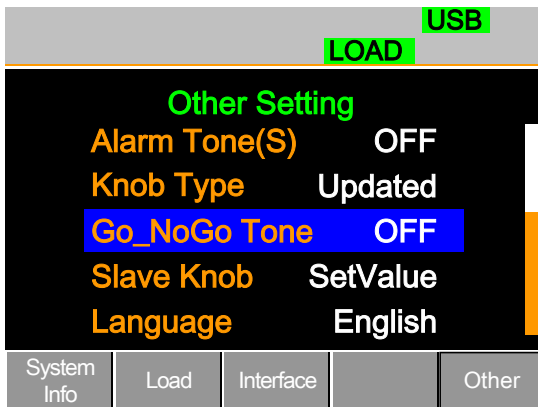 USB
LOAD
Other Setting
Alarm Tone(S) OFF
Knob Type Updated
Go_NoGo Tone OFF
Slave Knob SetValue
Language English
System Info Load Interface Other